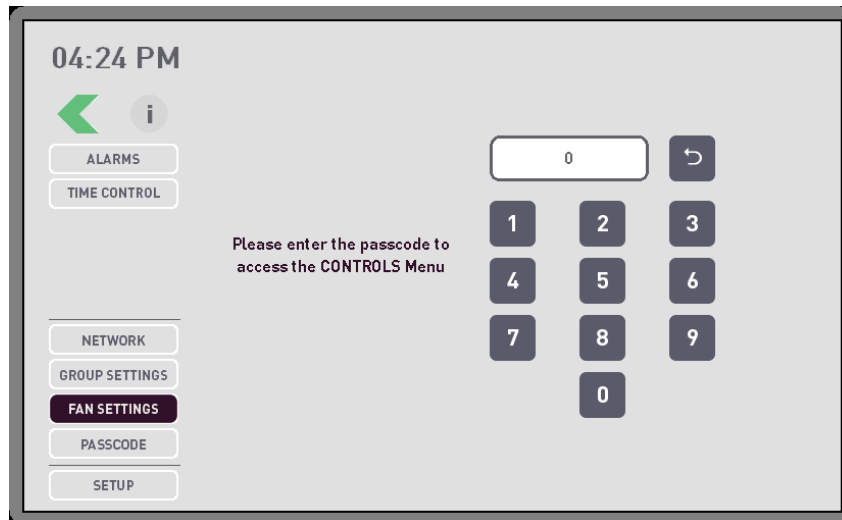 04:24 PM
i
ALARMS
TIME CONTROL
NETWORK
GROUP SETTINGS
FAN SETTINGS
PASSCODE
SETUP
Please enter the passcode to
access the CONTROLS Menu
0
1 2 3
4 5 6
7 8 9
0